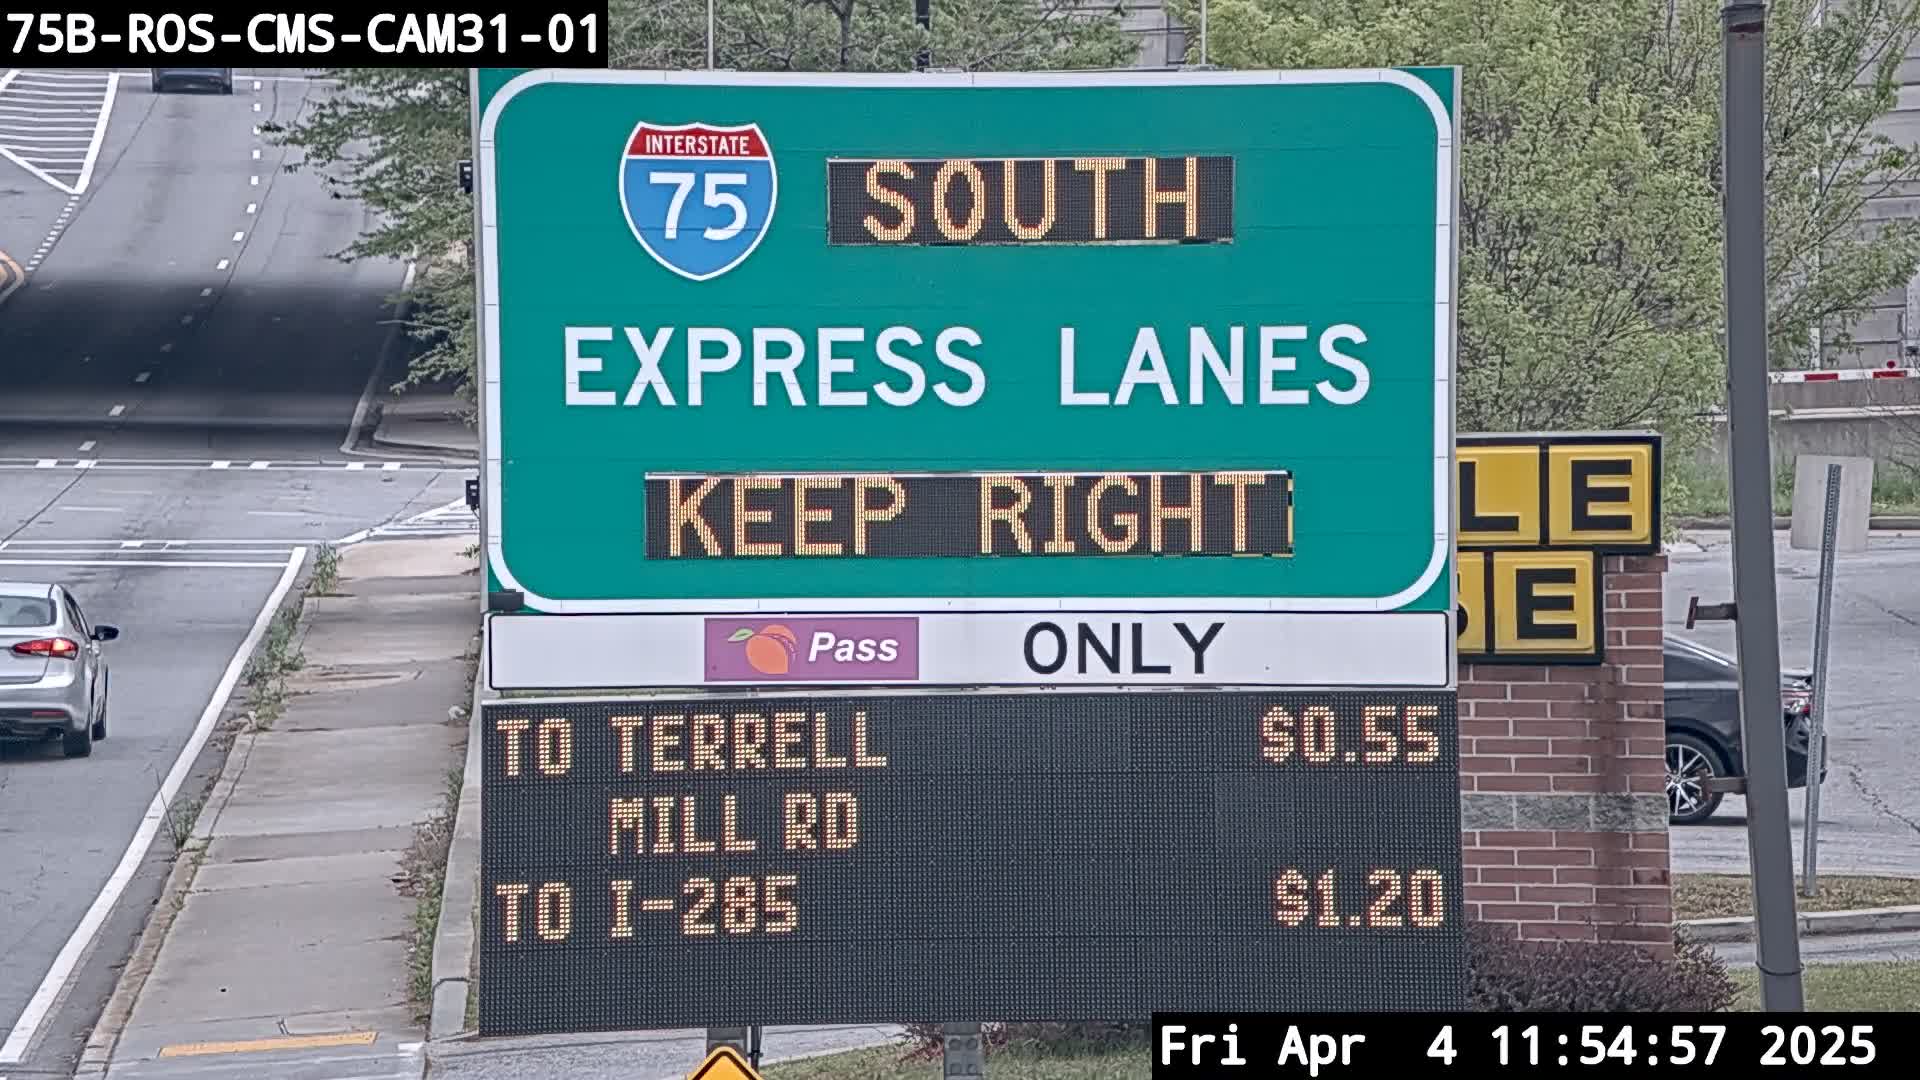 75B-ROS-CMS-CAM31-01
INTERSTATE
75
SOUTH
EXPRESS LANES
KEEP RIGHT
Pass ONLY
TO TERRELL $0.55
MILL RD
TO I-285 $1.20
LE
E
Fri Apr 4 11:54:57 2025